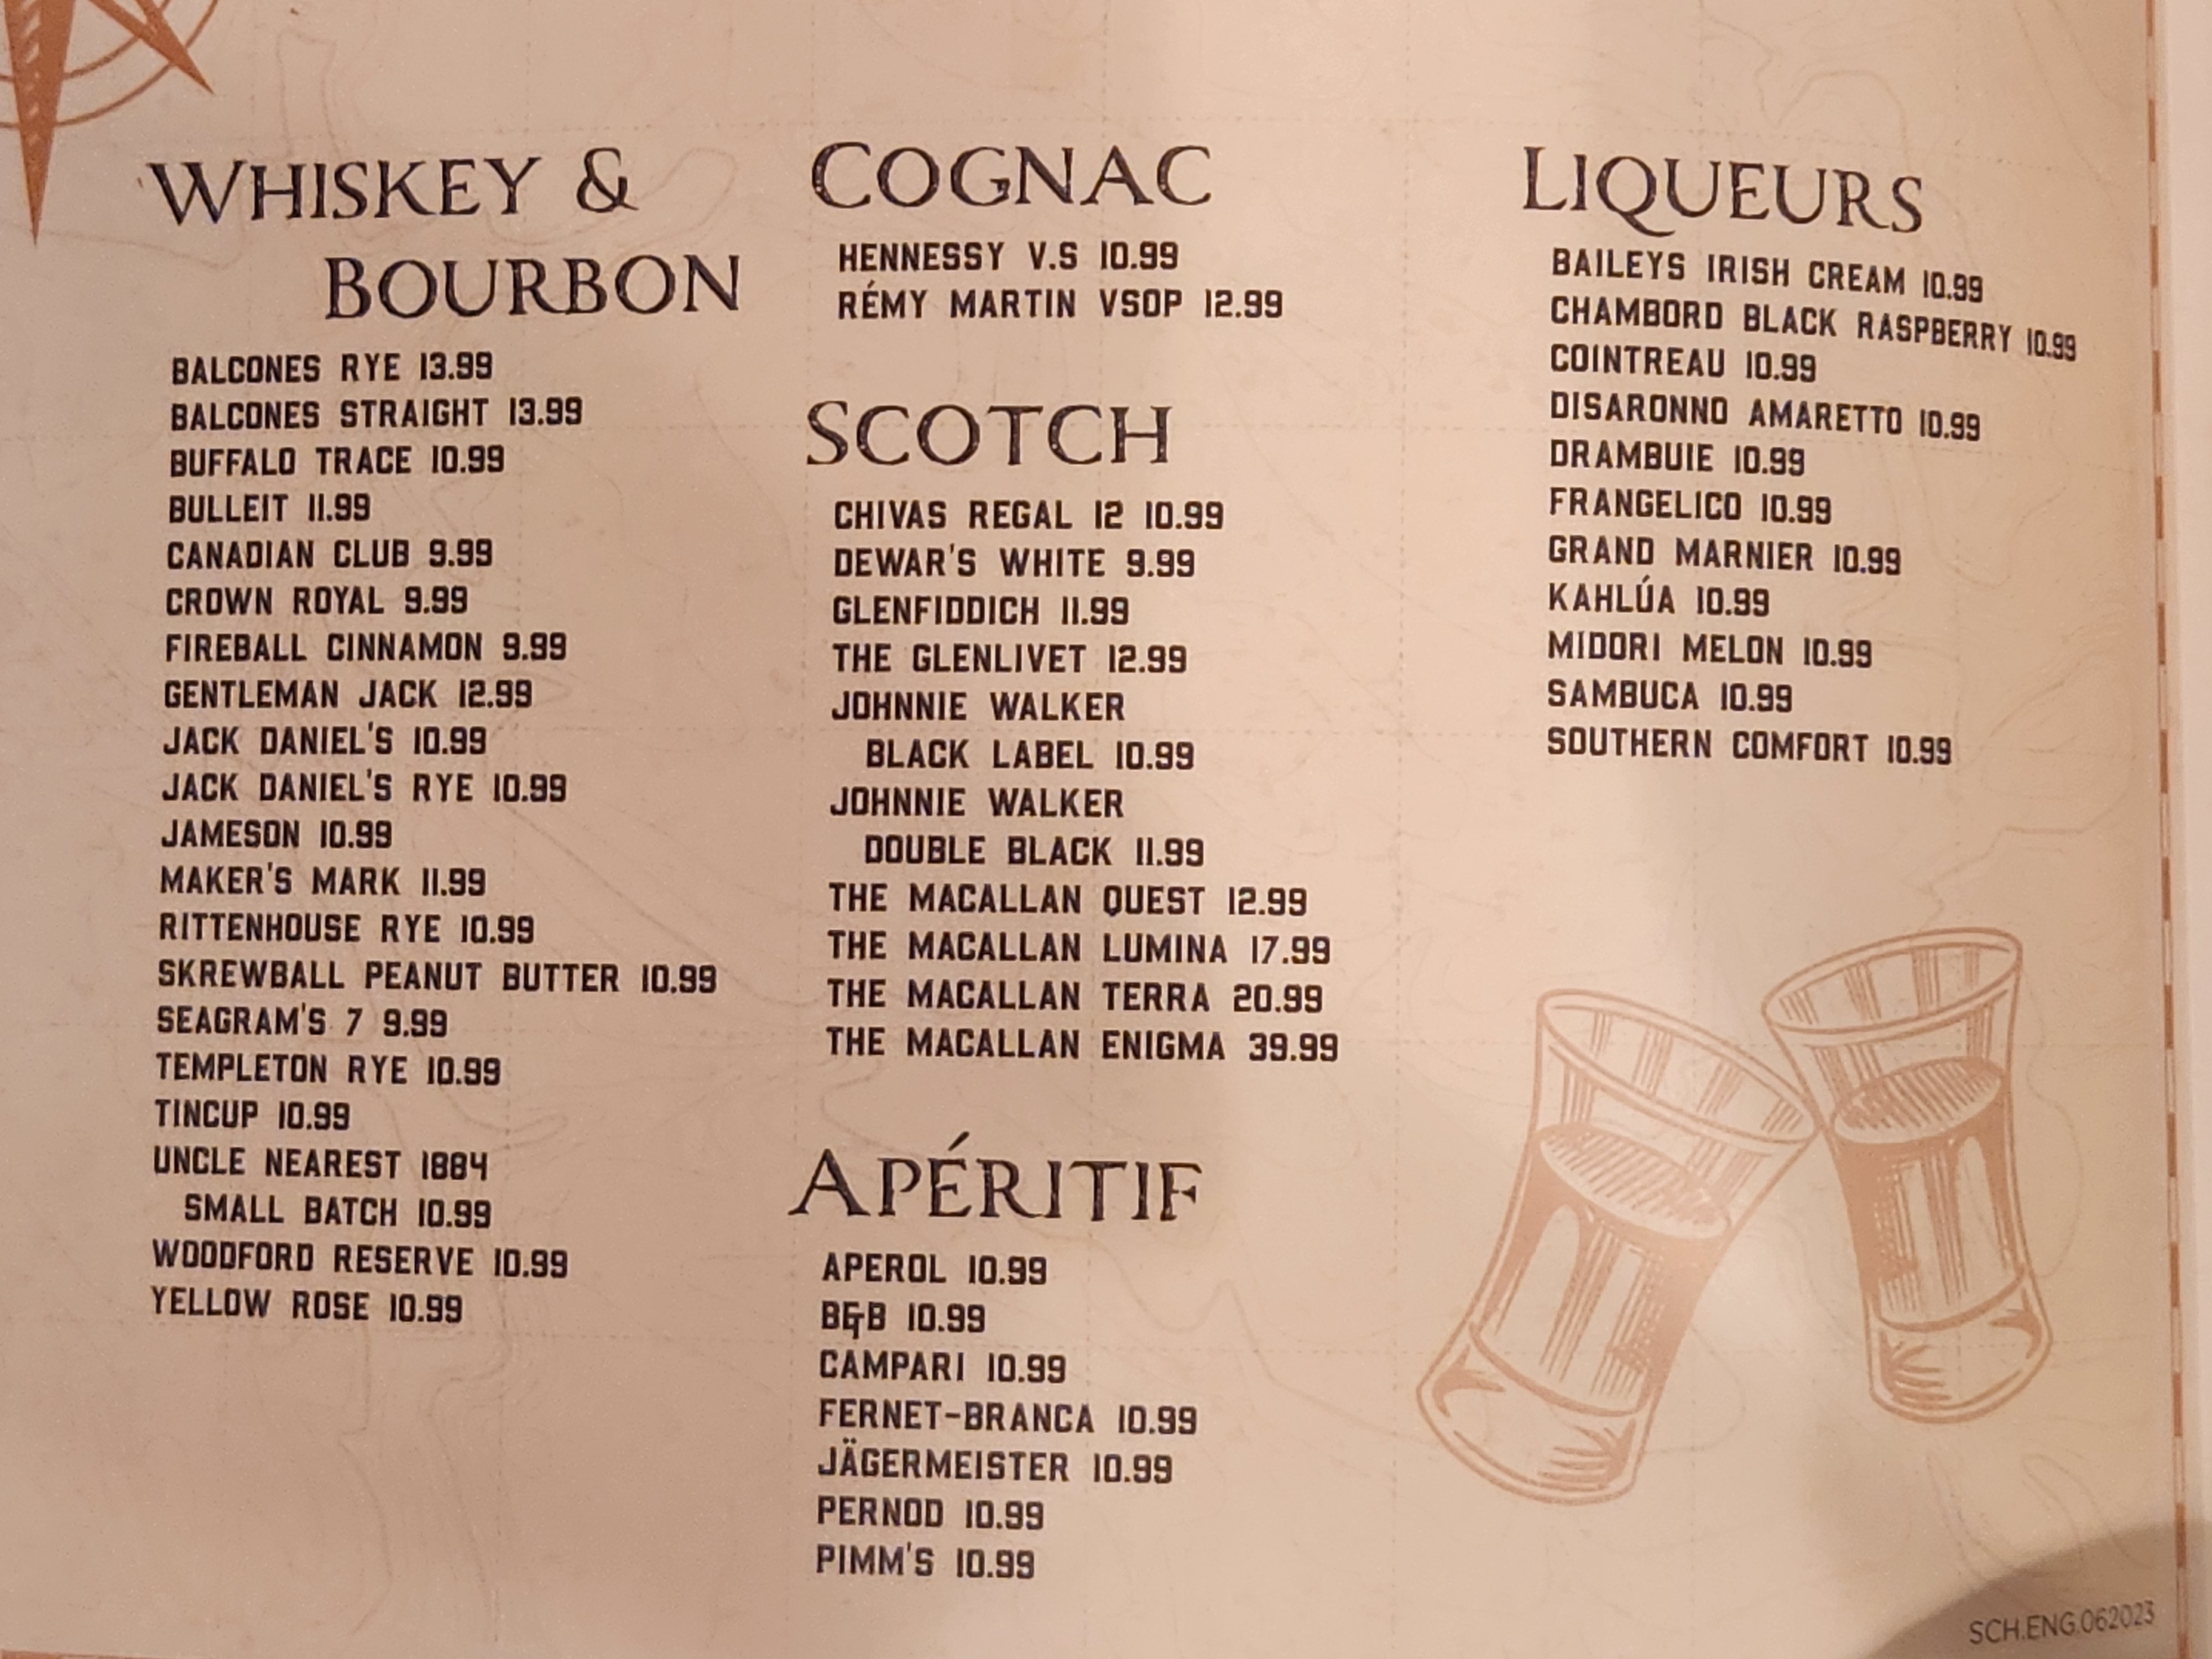 WHISKEY &
BOURBON
BALCONES RYE 13.99
BALCONES STRAIGHT 13.99
BUFFALO TRACE 10.99
BULLEIT 11.99
CANADIAN CLUB 9.99
CROWN ROYAL 9.99
FIREBALL CINNAMON 9.99
GENTLEMAN JACK 12.99
JACK DANIEL'S 10.99
JACK DANIEL'S RYE 10.99
JAMESON 10.99
MAKER'S MARK 11.99
RITTENHOUSE RYE 10.99
SKREWBALL PEANUT BUTTER 10.99
SEAGRAM'S 7 9.99
TEMPLETON RYE 10.99
TINCUP 10.99
UNCLE NEAREST 1884
SMALL BATCH 10.99
WOODFORD RESERVE 10.99
YELLOW ROSE 10.99
COGNAC
HENNESSY V.S 10.99
RÉMY MARTIN VSOP 12.99
SCOTCH
CHIVAS REGAL 12 10.99
DEWAR'S WHITE 9.99
GLENFIDDICH 11.99
THE GLENLIVET 12.99
JOHNNIE WALKER
BLACK LABEL 10.99
JOHNNIE WALKER
DOUBLE BLACK 11.99
THE MACALLAN QUEST 12.99
THE MACALLAN LUMINA 17.99
THE MACALLAN TERRA 20.99
THE MACALLAN ENIGMA 39.99
APÉRITIF
APEROL 10.99
B&B 10.99
CAMPARI 10.99
FERNET-BRANCA 10.99
JÄGERMEISTER 10.99
PERNOD 10.99
PIMM'S 10.99
LIQUEURS
BAILEYS IRISH CREAM 10.99
CHAMBORD BLACK RASPBERRY 10.99
COINTREAU 10.99
DISARONNO AMARETTO 10.99
DRAMBUIE 10.99
FRANGELICO 10.99
GRAND MARNIER 10.99
KAHLÚA 10.99
MIDORI MELON 10.99
SAMBUCA 10.99
SOUTHERN COMFORT 10.99
SCH.ENG.062023